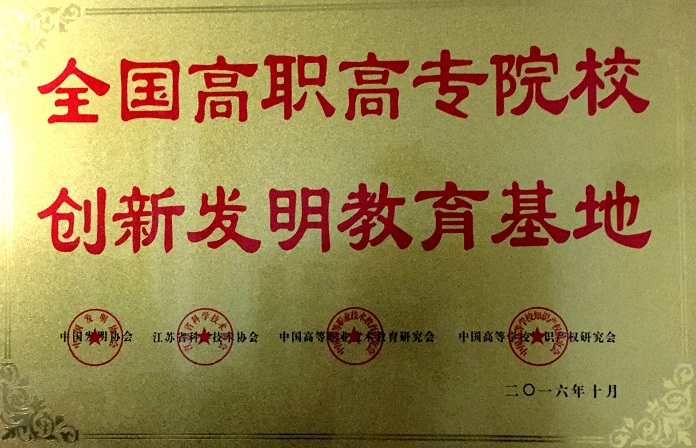 全国高职高专院校
创新发明教育基地
中国发明协会 江苏省科学技术协会 中国高等职业技术教育研究会 中国高等学校知识产权研究会
二〇一六年十月